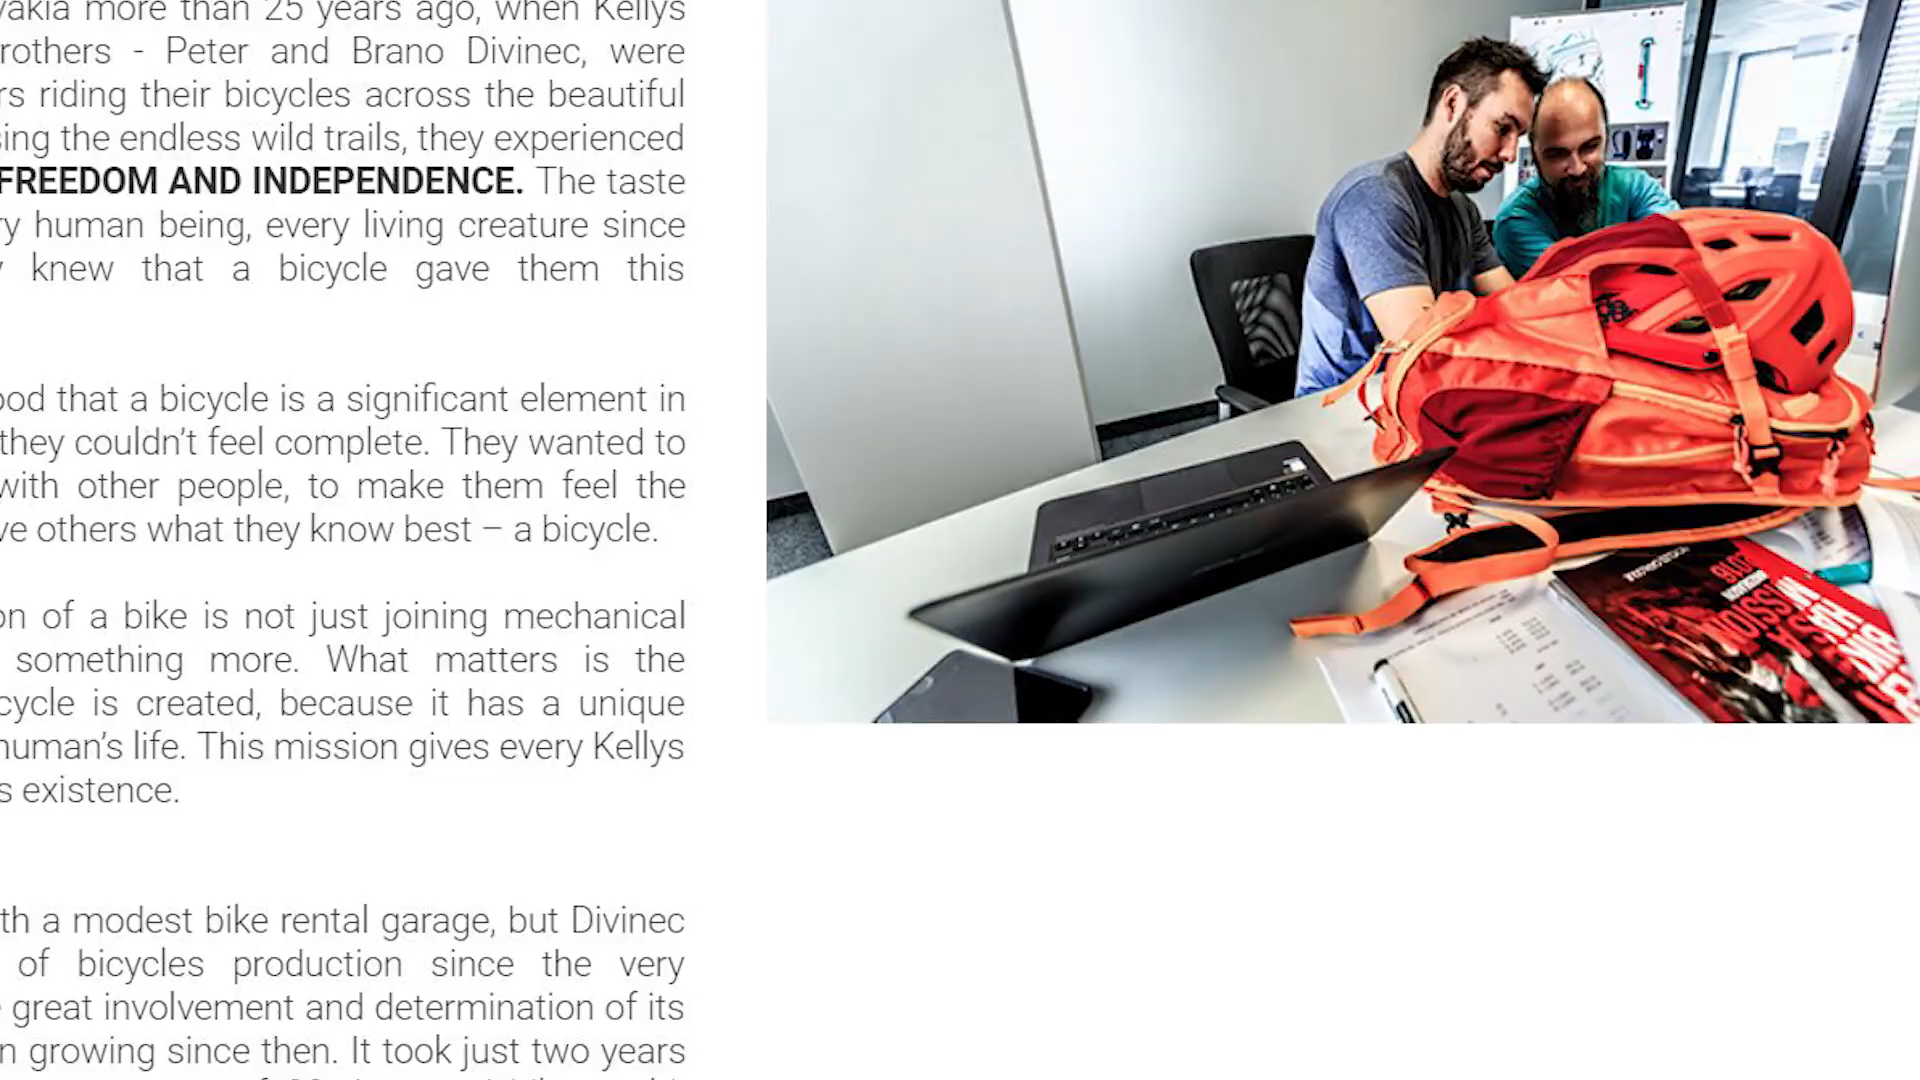 vakia more than 25 years ago, when Kellys
rothers - Peter and Brano Divinec, were
rs riding their bicycles across the beautiful
sing the endless wild trails, they experienced
FREEDOM AND INDEPENDENCE. The taste
ry human being, every living creature since
y knew that a bicycle gave them this
ood that a bicycle is a significant element in
they couldn't feel complete. They wanted to
with other people, to make them feel the
ve others what they know best – a bicycle.
on of a bike is not just joining mechanical
something more. What matters is the
cycle is created, because it has a unique
human's life. This mission gives every Kellys
s existence.
th a modest bike rental garage, but Divinec
of bicycles production since the very
e great involvement and determination of its
n growing since then. It took just two years
2018
MISSION